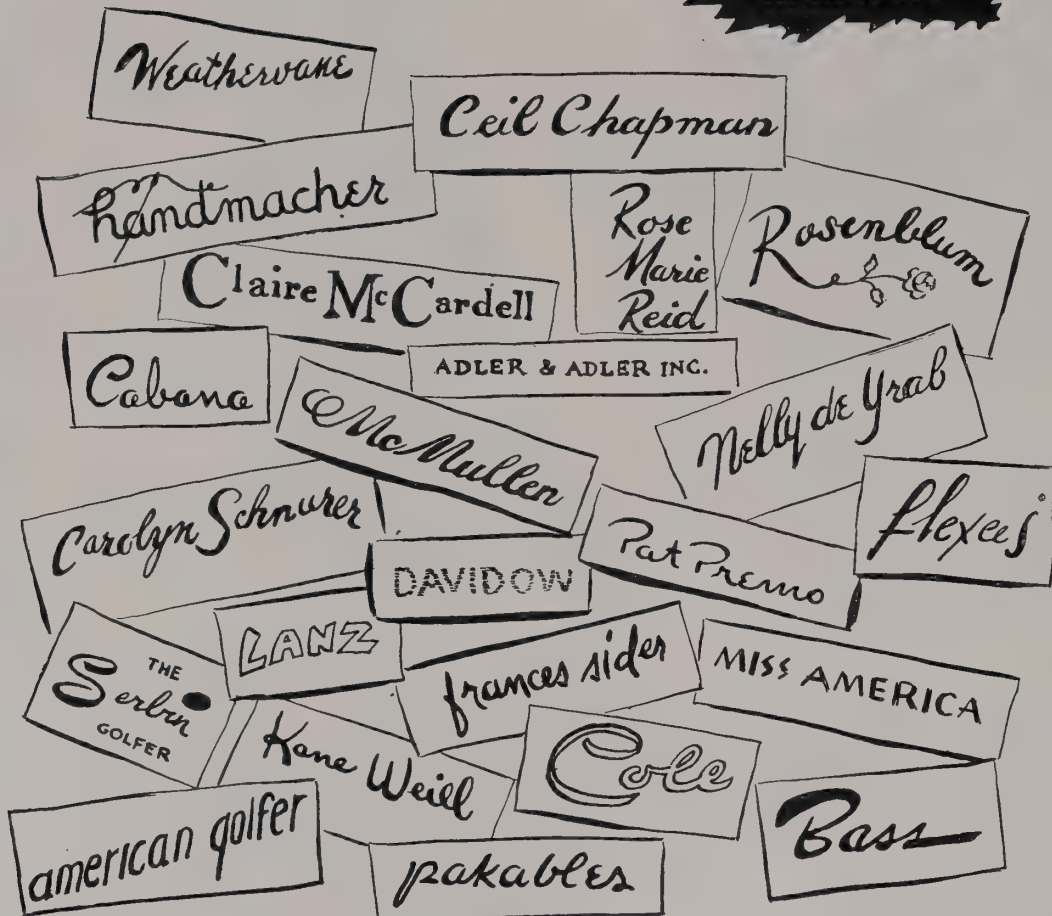 Weathervane
Ceil Chapman
handmacher
Rose
Marie
Reid
Rosenblum
Claire McCardell
ADLER & ADLER INC.
Cabana
McMullen
Nelly de Grab
Carolyn Schnurer
flexees
DAVIDOW
Pat Premo
LANZ
THE
Serbin
GOLFER
frances sider
MISS AMERICA
Kane Weill
Cole
american golfer
Bass
pakables